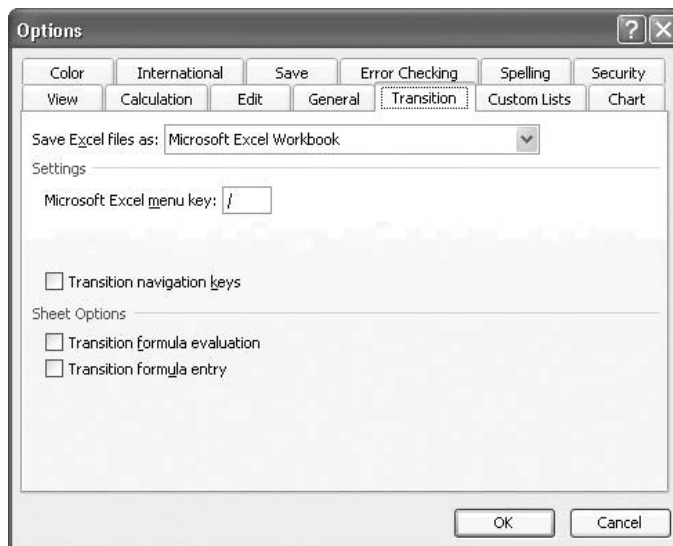 Options
Color International Save Error Checking Spelling Security
View Calculation Edit General Transition Custom Lists Chart
Save Excel files as: Microsoft Excel Workbook
Settings
Microsoft Excel menu key: /
Transition navigation keys
Sheet Options
Transition formula evaluation
Transition formula entry
OK Cancel